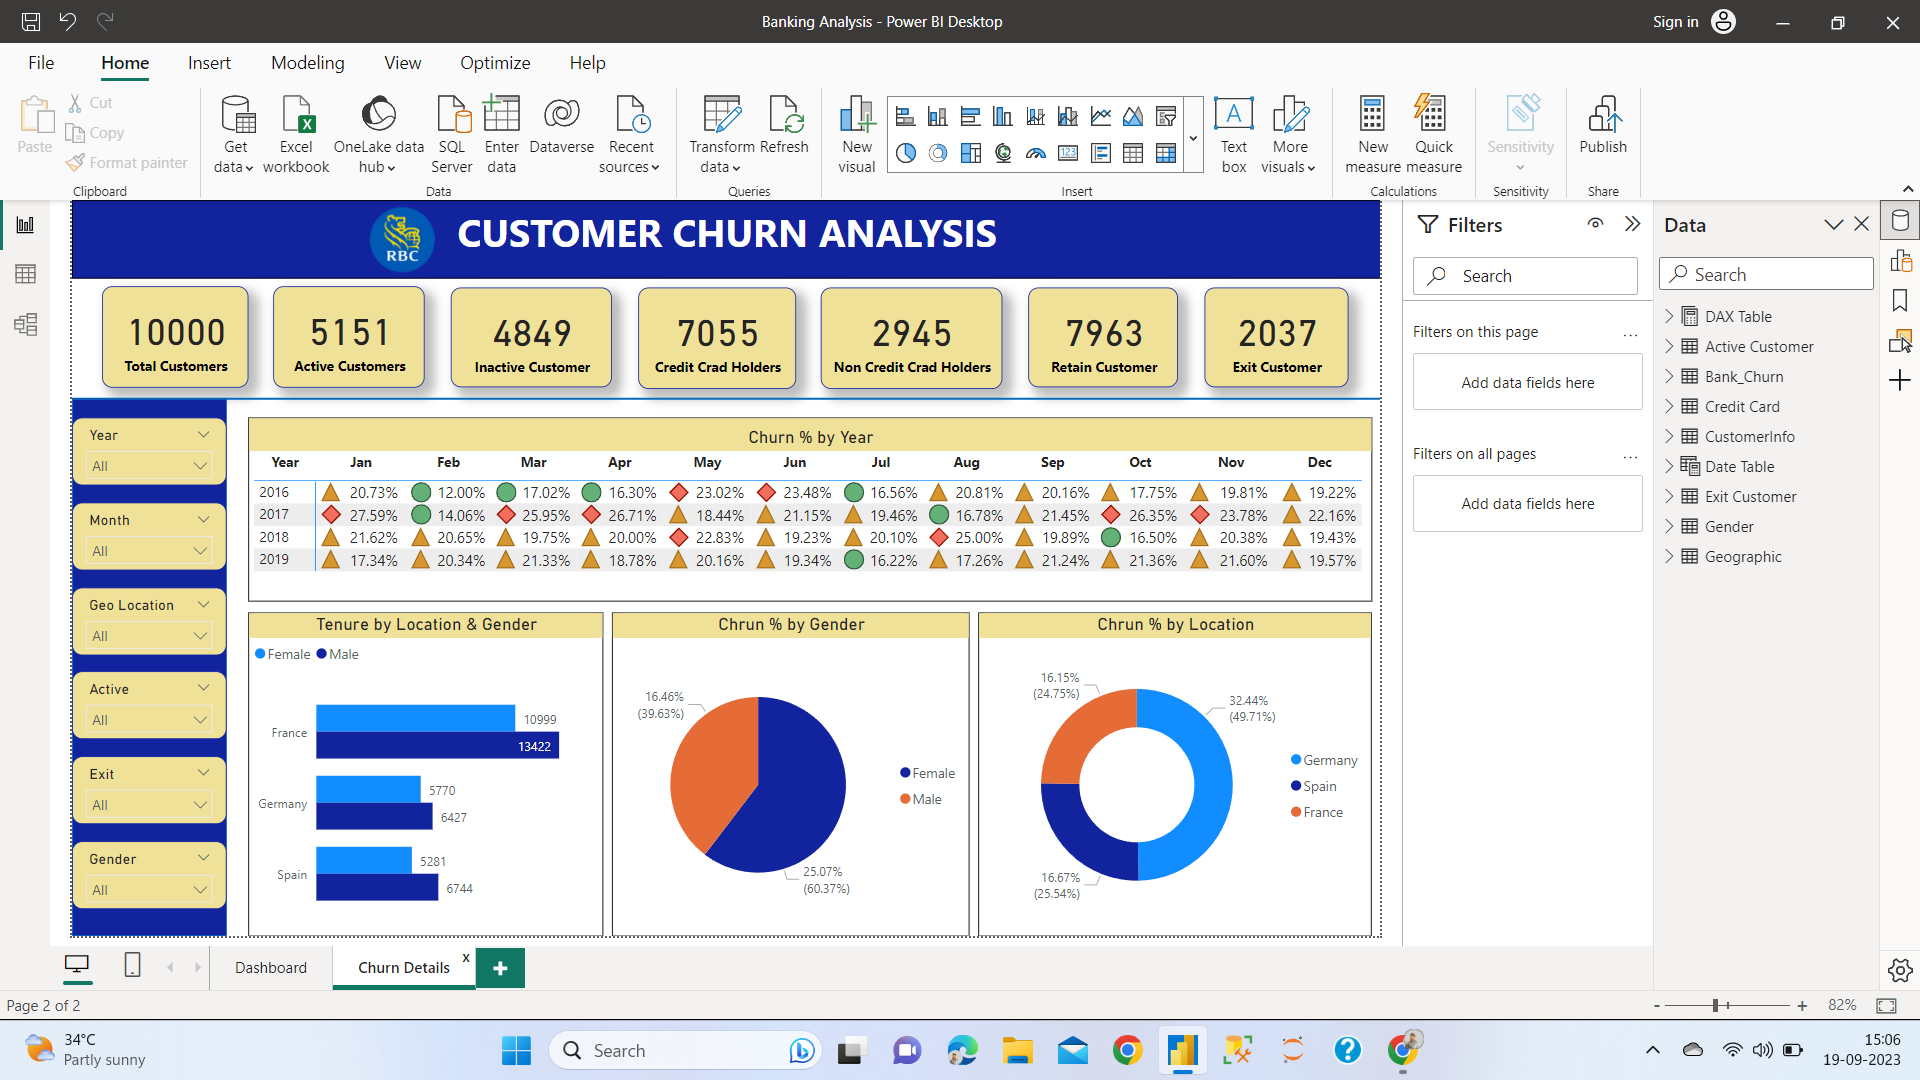 Banking Analysis - Power BI Desktop
Sign in
File Home Insert Modeling View Optimize Help
Paste
Cut
Copy
Format painter
Clipboard
Get data
Excel workbook
OneLake data hub
SQL Server
Enter data
Dataverse
Recent sources
Data
Transform data
Refresh
Queries
New visual
Text box
More visuals
Insert
New measure
Quick measure
Calculations
Sensitivity
Sensitivity
Publish
Share
RBC
CUSTOMER CHURN ANALYSIS
10000
Total Customers
5151
Active Customers
4849
Inactive Customer
7055
Credit Crad Holders
2945
Non Credit Crad Holders
7963
Retain Customer
2037
Exit Customer
Year
All
Month
All
Geo Location
All
Active
All
Exit
All
Gender
All
Churn % by Year
Year Jan Feb Mar Apr May Jun Jul Aug Sep Oct Nov Dec
2016 20.73% 12.00% 17.02% 16.30% 23.02% 23.48% 16.56% 20.81% 20.16% 17.75% 19.81% 19.22%
2017 27.59% 14.06% 25.95% 26.71% 18.44% 21.15% 19.46% 16.78% 21.45% 26.35% 23.78% 22.16%
2018 21.62% 20.65% 19.75% 20.00% 22.83% 19.23% 20.10% 25.00% 19.89% 16.50% 20.38% 19.43%
2019 17.34% 20.34% 21.33% 18.78% 20.16% 19.34% 16.22% 17.26% 21.24% 21.36% 21.60% 19.57%
Tenure by Location & Gender
Female Male
France
10999
13422
Germany
5770
6427
Spain
5281
6744
Chrun % by Gender
16.46%
(39.63%)
25.07%
(60.37%)
Female
Male
Chrun % by Location
16.15%
(24.75%)
32.44%
(49.71%)
16.67%
(25.54%)
Germany
Spain
France
Filters
Search
Filters on this page
...
Add data fields here
Filters on all pages
...
Add data fields here
Data
Search
DAX Table
Active Customer
Bank_Churn
Credit Card
CustomerInfo
Date Table
Exit Customer
Gender
Geographic
Dashboard
Churn Details
x
+
Page 2 of 2
- + 82%
34°C
Partly sunny
Search
15:06
19-09-2023